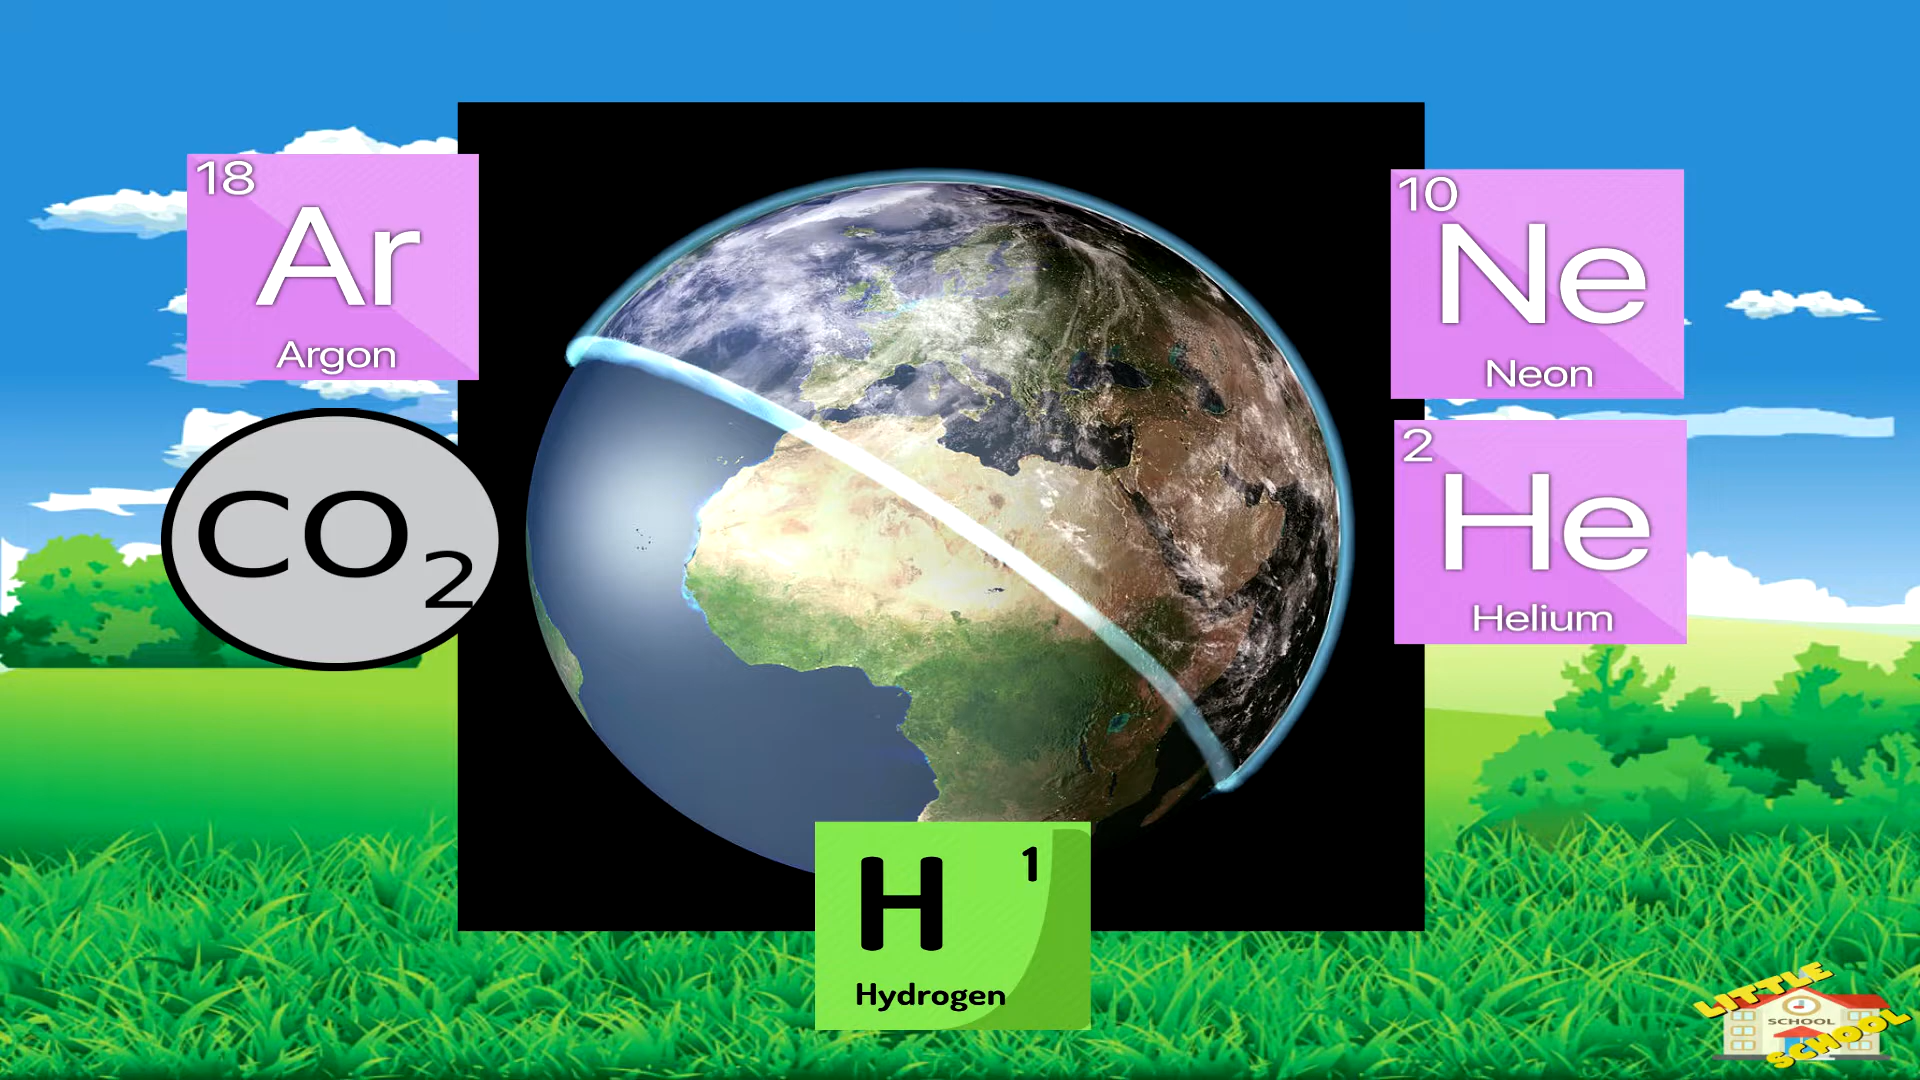 18
Ar
Argon
CO₂
10
Ne
Neon
2
He
Helium
H 1
Hydrogen
LITTLE
SCHOOL
SCHOOL